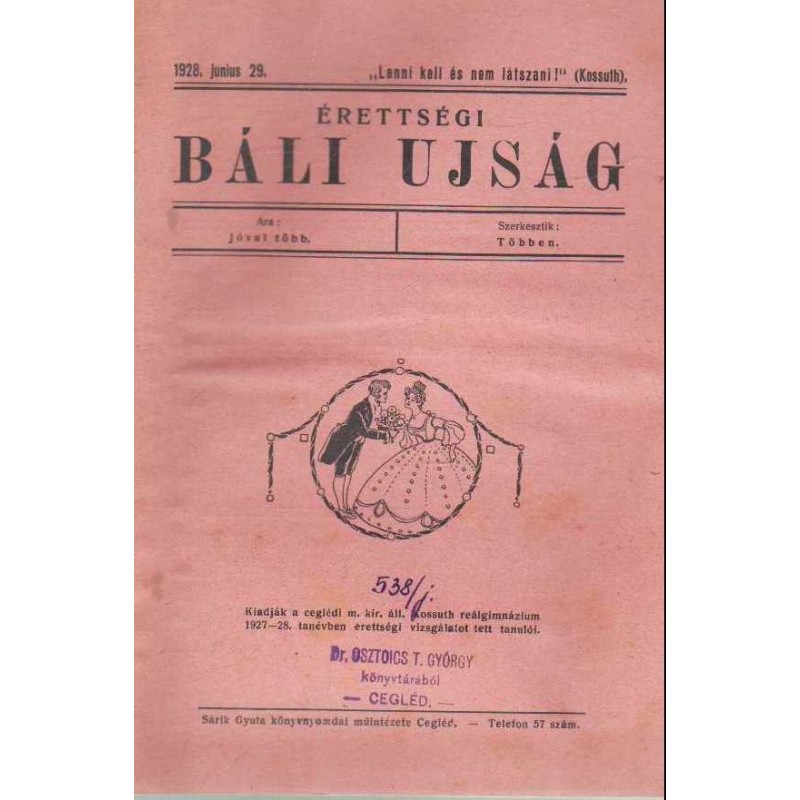 1928. junius 29. „Lenni kell és nem látszani!" (Kossuth).
ÉRETTSÉGI
BÁLI UJSÁG
Ára:
jóval több.
Szerkesztik:
Többen.
538/j.
Kiadják a ceglédi m. kir. áll. Kossuth reálgimnázium
1927—28. tanévben érettségi vizsgálatot tett tanulói.
Dr. OSZTOICS T. GYÖRGY
könyvtárából
— CEGLÉD. —
Sárik Gyula könyvnyomdai műintézete Cegléd. — Telefon 57 szám.